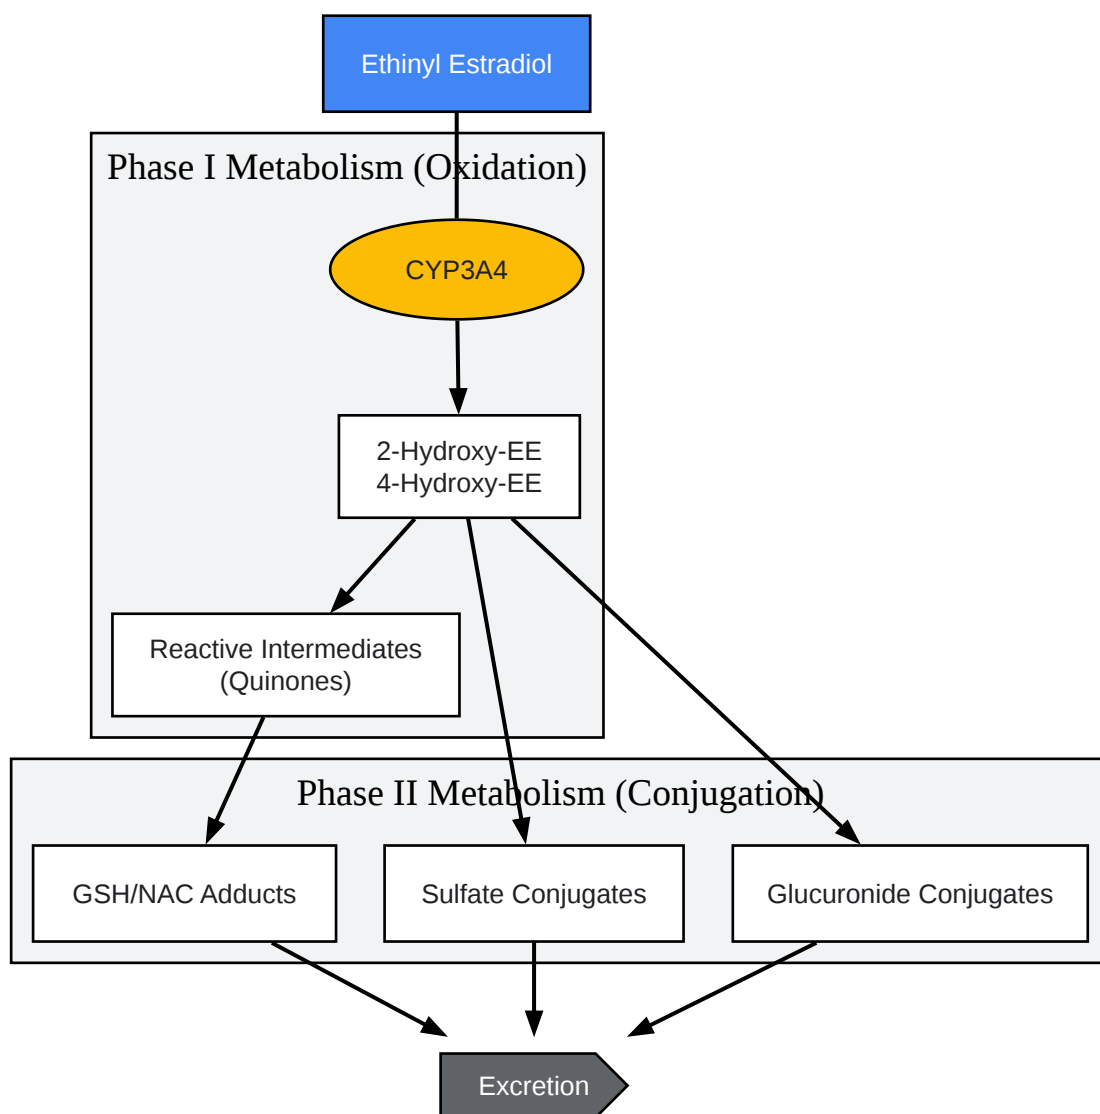 Ethinyl Estradiol
Phase I Metabolism (Oxidation)
CYP3A4
2-Hydroxy-EE
4-Hydroxy-EE
Reactive Intermediates
(Quinones)
Phase II Metabolism (Conjugation)
GSH/NAC Adducts
Sulfate Conjugates
Glucuronide Conjugates
Excretion